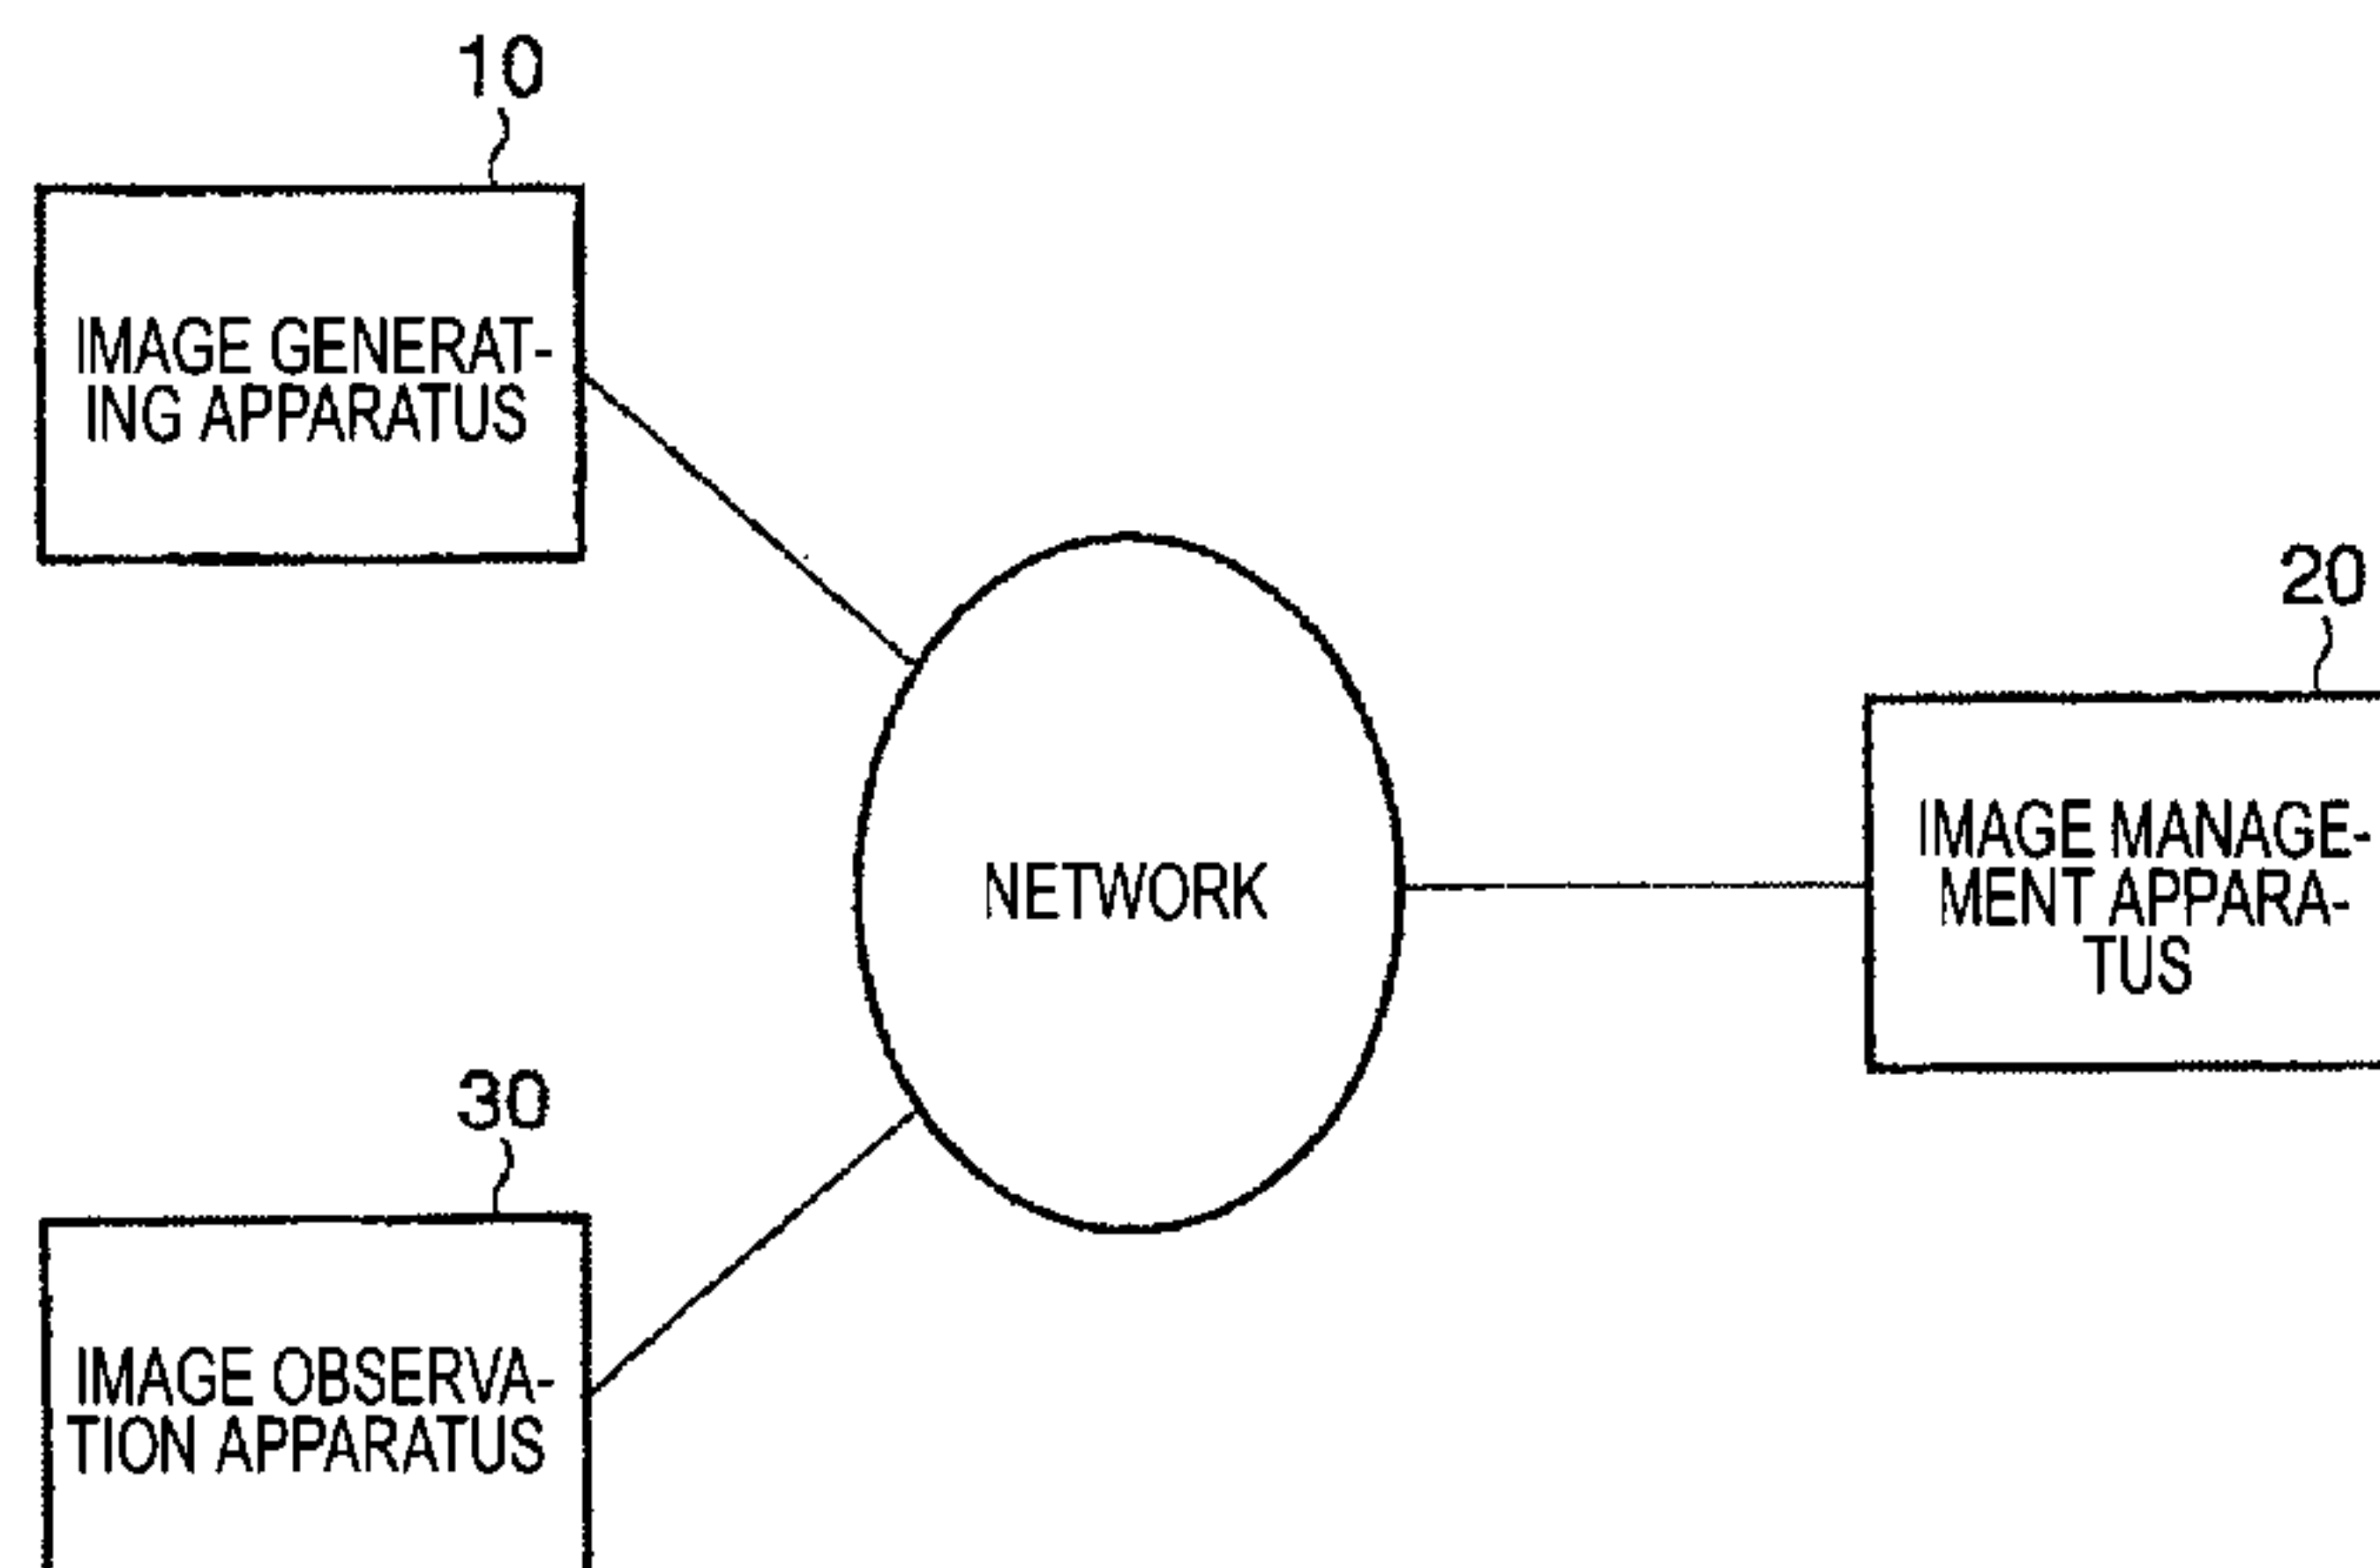 10
IMAGE GENERAT-
ING APPARATUS
NETWORK
20
IMAGE MANAGE-
MENT APPARA-
TUS
30
IMAGE OBSERVA-
TION APPARATUS